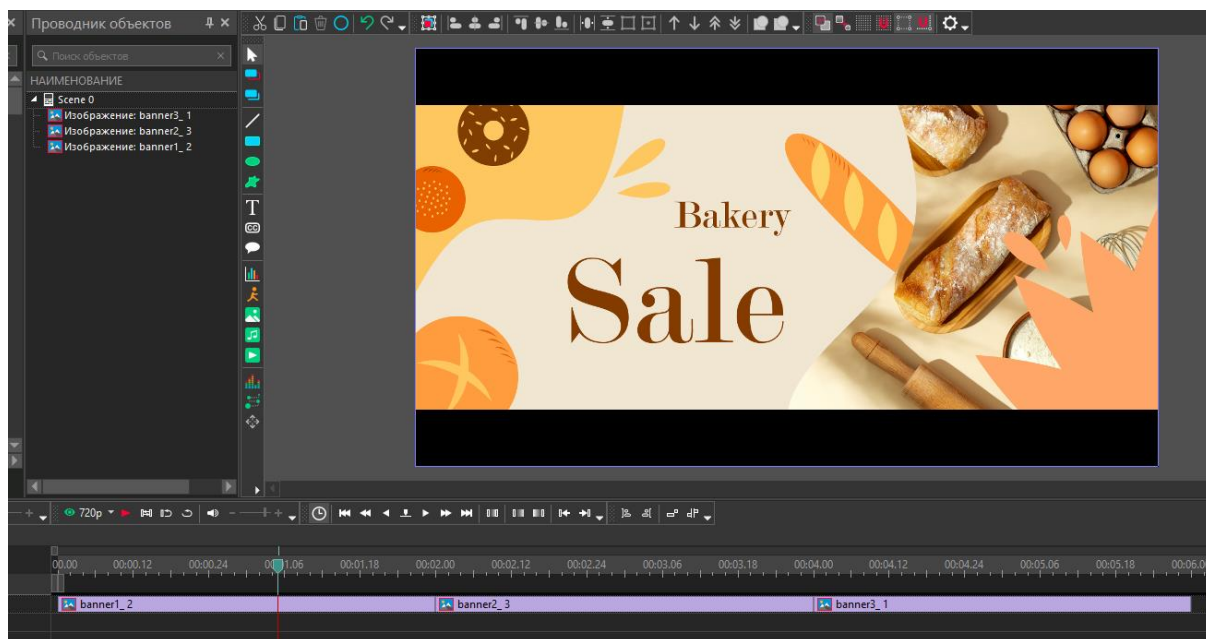 Проводник объектов
Поиск объектов
НАИМЕНОВАНИЕ
Scene 0
Изображение: banner3_ 1
Изображение: banner2_ 3
Изображение: banner1_ 2
T
CC
Bakery
Sale
720p
00:00.12 00:00.24 00:01.18 00:02.00 00:02.12 00:02.24 00:03.06 00:03.18 00:04.00 00:04.12 00:04.24 00:05.06 00:05.18
banner1_ 2 banner2_ 3 banner3_ 1